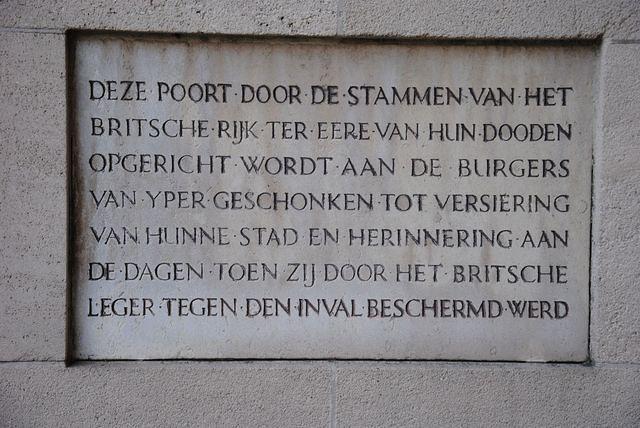 DEZE·POORT·DOOR·DE·STAMMEN·VAN·HET
BRITSCHE·RIJK·TER·EERE·VAN·HUN·DOODEN
OPGERICHT·WORDT·AAN·DE·BURGERS
VAN·YPER·GESCHONKEN·TOT·VERSIERING
VAN·HUNNE·STAD·EN·HERINNERING·AAN
DE·DAGEN·TOEN·ZIJ·DOOR·HET·BRITSCHE
LEGER·TEGEN·DEN·INVAL·BESCHERMD·WERD